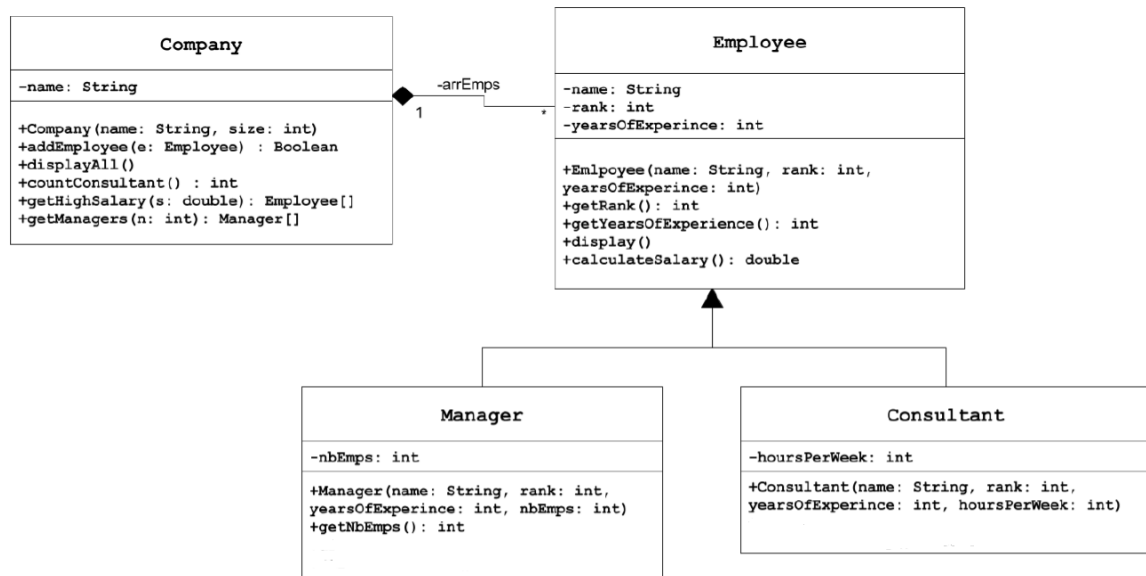 Company
-name: String
+Company(name: String, size: int)
+addEmployee(e: Employee) : Boolean
+displayAll()
+countConsultant() : int
+getHighSalary(s: double): Employee[]
+getManagers(n: int): Manager[]
-arrEmps
1
*
Employee
-name: String
-rank: int
-yearsOfExperince: int
+Emlpoyee(name: String, rank: int,
yearsOfExperince: int)
+getRank(): int
+getYearsOfExperience(): int
+display()
+calculateSalary(): double
Manager
-nbEmps: int
+Manager(name: String, rank: int,
yearsOfExperince: int, nbEmps: int)
+getNbEmps(): int
Consultant
-hoursPerWeek: int
+Consultant(name: String, rank: int,
yearsOfExperince: int, hoursPerWeek: int)